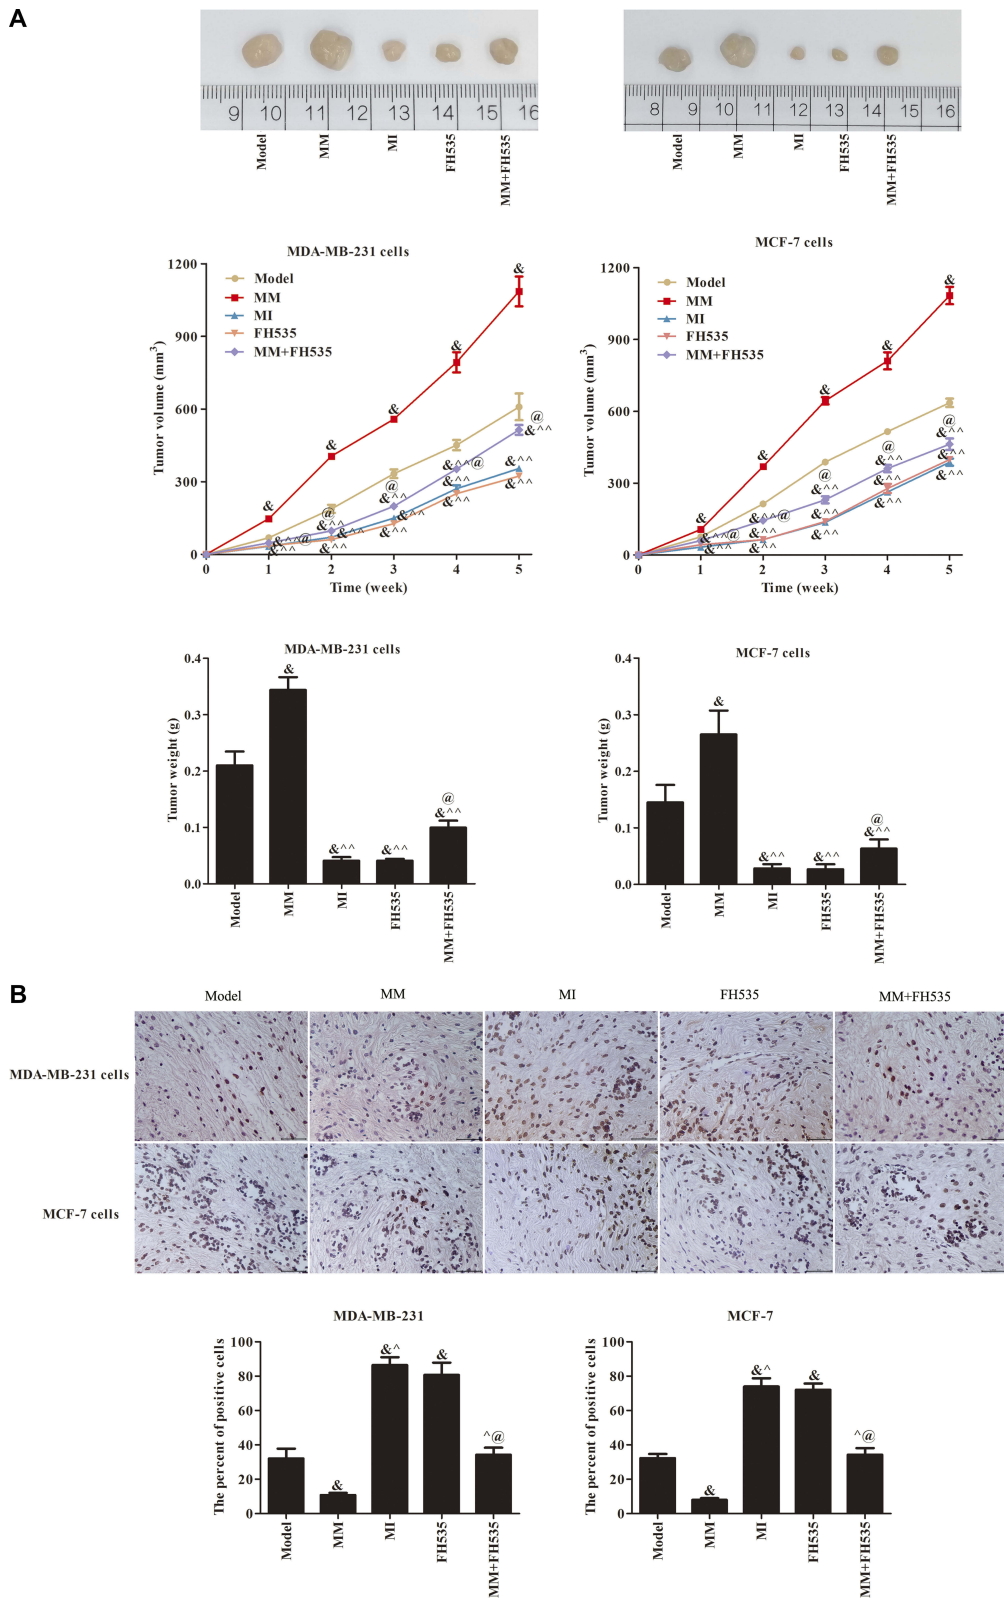 A
9 10 11 12 13 14 15 16
Model
MM
MI
FH535
MM+FH535
8 9 10 11 12 13 14 15 16
Model
MM
MI
FH535
MM+FH535
MDA-MB-231 cells
Tumor volume (mm3)
1200
900
600
300
0
Model
MM
MI
FH535
MM+FH535
& & & & &
@
&^^
&^^
&^^
&^^@
&^^
&^^
@
&^^
&^^
&^^
@
&^^
&^^
&^^
&^^@
&^^
0 1 2 3 4 5
Time (week)
MCF-7 cells
Tumor volume (mm3)
1200
900
600
300
0
Model
MM
MI
FH535
MM+FH535
& & & & &
@
&^^
&^^
&^^
@
&^^
&^^
&^^
@
&^^
&^^
&^^
&^^@
&^^
&^^
&^^@
&^^
0 1 2 3 4 5
Time (week)
MDA-MB-231 cells
Tumor weight (g)
0.4
0.3
0.2
0.1
0.0
&
&^^
&^^
@
&^^
Model
MM
MI
FH535
MM+FH535
MCF-7 cells
Tumor weight (g)
0.4
0.3
0.2
0.1
0.0
&
&^^
&^^
@
&^^
Model
MM
MI
FH535
MM+FH535
B
Model MM MI FH535 MM+FH535
MDA-MB-231 cells
MCF-7 cells
MDA-MB-231
The percent of positive cells
100
80
60
40
20
0
&
&^
&
^@
Model
MM
MI
FH535
MM+FH535
MCF-7
The percent of positive cells
100
80
60
40
20
0
&
&^
&
^@
Model
MM
MI
FH535
MM+FH535